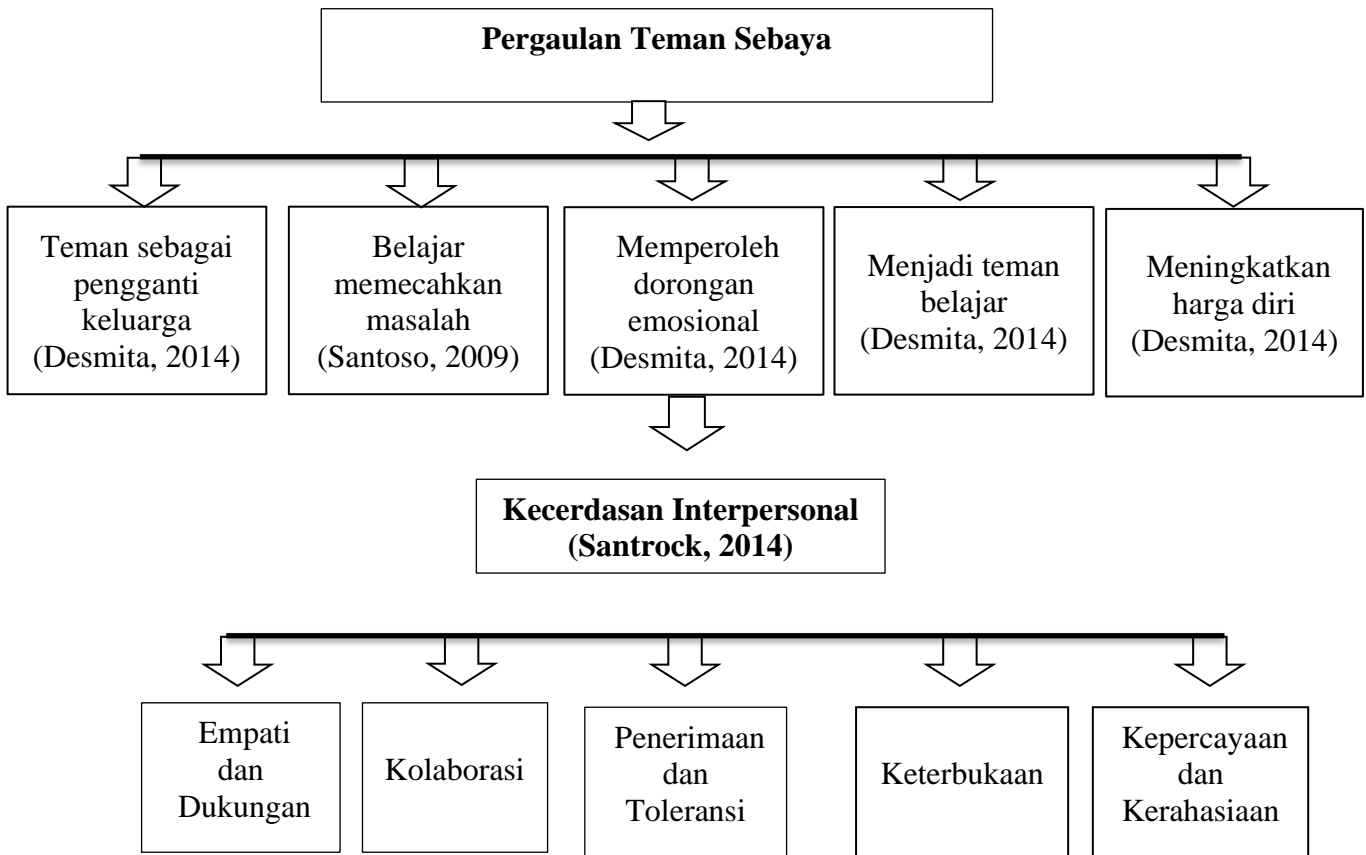 Pergaulan Teman Sebaya
Teman sebagai
pengganti
keluarga
(Desmita, 2014)
Belajar
memecahkan
masalah
(Santoso, 2009)
Memperoleh
dorongan
emosional
(Desmita, 2014)
Menjadi teman
belajar
(Desmita, 2014)
Meningkatkan
harga diri
(Desmita, 2014)
Kecerdasan Interpersonal
(Santrock, 2014)
Empati
dan
Dukungan
Kolaborasi
Penerimaan
dan
Toleransi
Keterbukaan
Kepercayaan
dan
Kerahasiaan